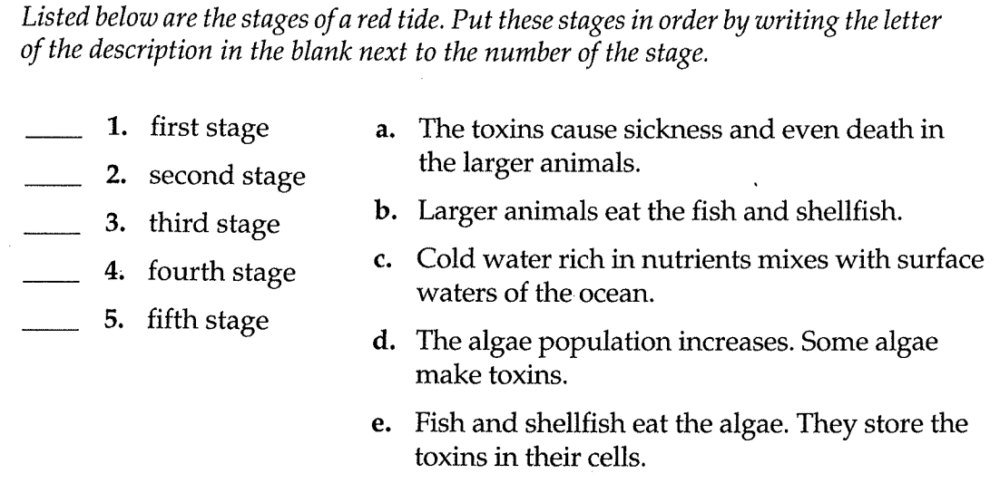 Listed below are the stages of a red tide. Put these stages in order by writing the letter
of the description in the blank next to the number of the stage.
1. first stage
2. second stage
3. third stage
4. fourth stage
5. fifth stage
a. The toxins cause sickness and even death in
the larger animals.
b. Larger animals eat the fish and shellfish.
c. Cold water rich in nutrients mixes with surface
waters of the ocean.
d. The algae population increases. Some algae
make toxins.
e. Fish and shellfish eat the algae. They store the
toxins in their cells.